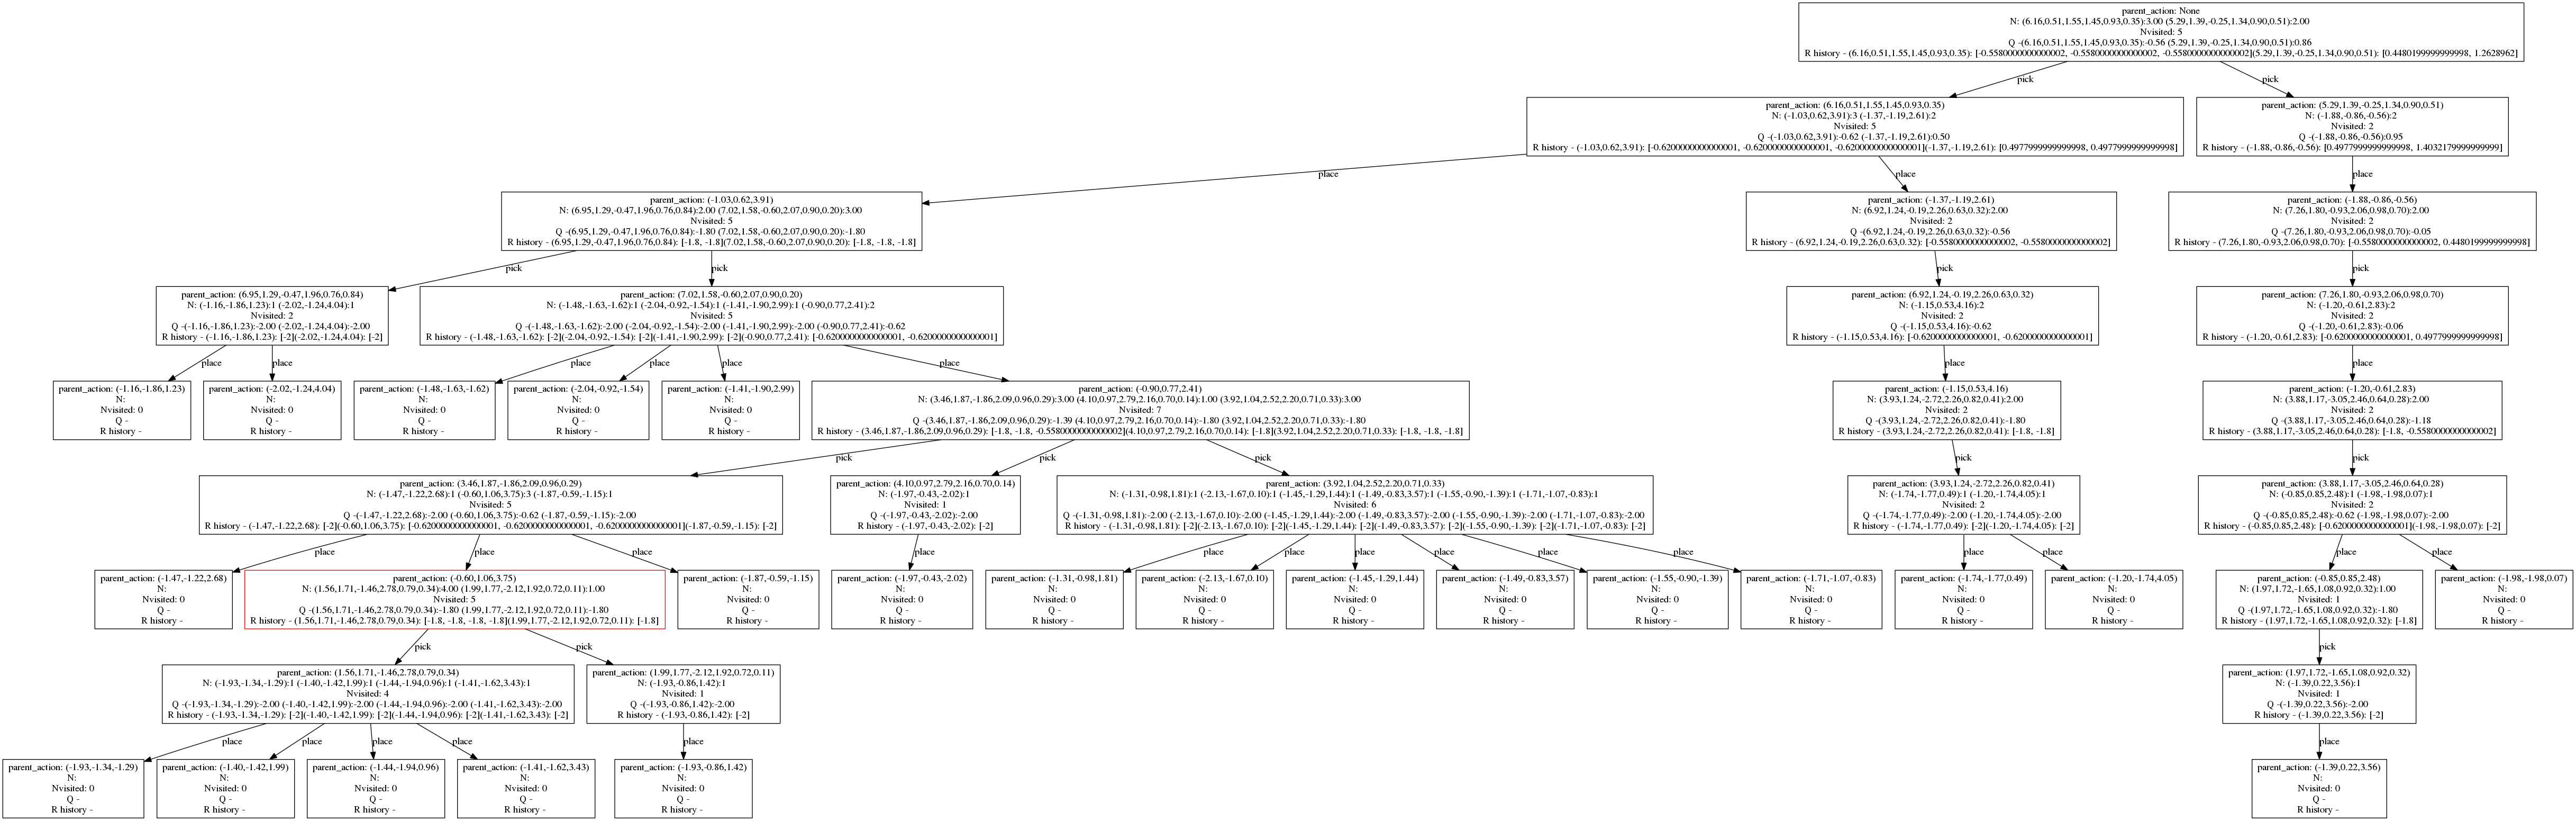 parent_action: None
N: (6.16,0.51,1.55,1.45,0.93,0.35):3.00 (5.29,1.39,-0.25,1.34,0.90,0.51):2.00
Nvisited: 5
Q -(6.16,0.51,1.55,1.45,0.93,0.35):-0.56 (5.29,1.39,-0.25,1.34,0.90,0.51):0.86
R history - (6.16,0.51,1.55,1.45,0.93,0.35): [-0.5580000000000002, -0.5580000000000002, -0.5580000000000002](5.29,1.39,-0.25,1.34,0.90,0.51): [0.4480199999999998, 1.2628962]
pick
pick
parent_action: (6.16,0.51,1.55,1.45,0.93,0.35)
N: (-1.03,0.62,3.91):3 (-1.37,-1.19,2.61):2
Nvisited: 5
Q -(-1.03,0.62,3.91):-0.62 (-1.37,-1.19,2.61):0.50
R history - (-1.03,0.62,3.91): [-0.6200000000000001, -0.6200000000000001, -0.6200000000000001](-1.37,-1.19,2.61): [0.4977999999999998, 0.4977999999999998]
parent_action: (5.29,1.39,-0.25,1.34,0.90,0.51)
N: (-1.88,-0.86,-0.56):2
Nvisited: 2
Q -(-1.88,-0.86,-0.56):0.95
R history - (-1.88,-0.86,-0.56): [0.4977999999999998, 1.4032179999999999]
place
place
place
parent_action: (-1.03,0.62,3.91)
N: (6.95,1.29,-0.47,1.96,0.76,0.84):2.00 (7.02,1.58,-0.60,2.07,0.90,0.20):3.00
Nvisited: 5
Q -(6.95,1.29,-0.47,1.96,0.76,0.84):-1.80 (7.02,1.58,-0.60,2.07,0.90,0.20):-1.80
R history - (6.95,1.29,-0.47,1.96,0.76,0.84): [-1.8, -1.8](7.02,1.58,-0.60,2.07,0.90,0.20): [-1.8, -1.8, -1.8]
parent_action: (-1.37,-1.19,2.61)
N: (6.92,1.24,-0.19,2.26,0.63,0.32):2.00
Nvisited: 2
Q -(6.92,1.24,-0.19,2.26,0.63,0.32):-0.56
R history - (6.92,1.24,-0.19,2.26,0.63,0.32): [-0.5580000000000002, -0.5580000000000002]
parent_action: (-1.88,-0.86,-0.56)
N: (7.26,1.80,-0.93,2.06,0.98,0.70):2.00
Nvisited: 2
Q -(7.26,1.80,-0.93,2.06,0.98,0.70):-0.05
R history - (7.26,1.80,-0.93,2.06,0.98,0.70): [-0.5580000000000002, 0.4480199999999998]
pick
pick
pick
pick
parent_action: (6.95,1.29,-0.47,1.96,0.76,0.84)
N: (-1.16,-1.86,1.23):1 (-2.02,-1.24,4.04):1
Nvisited: 2
Q -(-1.16,-1.86,1.23):-2.00 (-2.02,-1.24,4.04):-2.00
R history - (-1.16,-1.86,1.23): [-2](-2.02,-1.24,4.04): [-2]
parent_action: (7.02,1.58,-0.60,2.07,0.90,0.20)
N: (-1.48,-1.63,-1.62):1 (-2.04,-0.92,-1.54):1 (-1.41,-1.90,2.99):1 (-0.90,0.77,2.41):2
Nvisited: 5
Q -(-1.48,-1.63,-1.62):-2.00 (-2.04,-0.92,-1.54):-2.00 (-1.41,-1.90,2.99):-2.00 (-0.90,0.77,2.41):-0.62
R history - (-1.48,-1.63,-1.62): [-2](-2.04,-0.92,-1.54): [-2](-1.41,-1.90,2.99): [-2](-0.90,0.77,2.41): [-0.6200000000000001, -0.6200000000000001]
parent_action: (6.92,1.24,-0.19,2.26,0.63,0.32)
N: (-1.15,0.53,4.16):2
Nvisited: 2
Q -(-1.15,0.53,4.16):-0.62
R history - (-1.15,0.53,4.16): [-0.6200000000000001, -0.6200000000000001]
parent_action: (7.26,1.80,-0.93,2.06,0.98,0.70)
N: (-1.20,-0.61,2.83):2
Nvisited: 2
Q -(-1.20,-0.61,2.83):-0.06
R history - (-1.20,-0.61,2.83): [-0.6200000000000001, 0.4977999999999998]
place
place
place
place
place
place
place
place
parent_action: (-1.16,-1.86,1.23)
N:
Nvisited: 0
Q -
R history -
parent_action: (-2.02,-1.24,4.04)
N:
Nvisited: 0
Q -
R history -
parent_action: (-1.48,-1.63,-1.62)
N:
Nvisited: 0
Q -
R history -
parent_action: (-2.04,-0.92,-1.54)
N:
Nvisited: 0
Q -
R history -
parent_action: (-1.41,-1.90,2.99)
N:
Nvisited: 0
Q -
R history -
parent_action: (-0.90,0.77,2.41)
N: (3.46,1.87,-1.86,2.09,0.96,0.29):3.00 (4.10,0.97,2.79,2.16,0.70,0.14):1.00 (3.92,1.04,2.52,2.20,0.71,0.33):3.00
Nvisited: 7
Q -(3.46,1.87,-1.86,2.09,0.96,0.29):-1.39 (4.10,0.97,2.79,2.16,0.70,0.14):-1.80 (3.92,1.04,2.52,2.20,0.71,0.33):-1.80
R history - (3.46,1.87,-1.86,2.09,0.96,0.29): [-1.8, -1.8, -0.5580000000000002](4.10,0.97,2.79,2.16,0.70,0.14): [-1.8](3.92,1.04,2.52,2.20,0.71,0.33): [-1.8, -1.8, -1.8]
parent_action: (-1.15,0.53,4.16)
N: (3.93,1.24,-2.72,2.26,0.82,0.41):2.00
Nvisited: 2
Q -(3.93,1.24,-2.72,2.26,0.82,0.41):-1.80
R history - (3.93,1.24,-2.72,2.26,0.82,0.41): [-1.8, -1.8]
parent_action: (-1.20,-0.61,2.83)
N: (3.88,1.17,-3.05,2.46,0.64,0.28):2.00
Nvisited: 2
Q -(3.88,1.17,-3.05,2.46,0.64,0.28):-1.18
R history - (3.88,1.17,-3.05,2.46,0.64,0.28): [-1.8, -0.5580000000000002]
pick
pick
pick
pick
pick
parent_action: (3.46,1.87,-1.86,2.09,0.96,0.29)
N: (-1.47,-1.22,2.68):1 (-0.60,1.06,3.75):3 (-1.87,-0.59,-1.15):1
Nvisited: 5
Q -(-1.47,-1.22,2.68):-2.00 (-0.60,1.06,3.75):-0.62 (-1.87,-0.59,-1.15):-2.00
R history - (-1.47,-1.22,2.68): [-2](-0.60,1.06,3.75): [-0.6200000000000001, -0.6200000000000001, -0.6200000000000001](-1.87,-0.59,-1.15): [-2]
parent_action: (4.10,0.97,2.79,2.16,0.70,0.14)
N: (-1.97,-0.43,-2.02):1
Nvisited: 1
Q -(-1.97,-0.43,-2.02):-2.00
R history - (-1.97,-0.43,-2.02): [-2]
parent_action: (3.92,1.04,2.52,2.20,0.71,0.33)
N: (-1.31,-0.98,1.81):1 (-2.13,-1.67,0.10):1 (-1.45,-1.29,1.44):1 (-1.49,-0.83,3.57):1 (-1.55,-0.90,-1.39):1 (-1.71,-1.07,-0.83):1
Nvisited: 6
Q -(-1.31,-0.98,1.81):-2.00 (-2.13,-1.67,0.10):-2.00 (-1.45,-1.29,1.44):-2.00 (-1.49,-0.83,3.57):-2.00 (-1.55,-0.90,-1.39):-2.00 (-1.71,-1.07,-0.83):-2.00
R history - (-1.31,-0.98,1.81): [-2](-2.13,-1.67,0.10): [-2](-1.45,-1.29,1.44): [-2](-1.49,-0.83,3.57): [-2](-1.55,-0.90,-1.39): [-2](-1.71,-1.07,-0.83): [-2]
parent_action: (3.93,1.24,-2.72,2.26,0.82,0.41)
N: (-1.74,-1.77,0.49):1 (-1.20,-1.74,4.05):1
Nvisited: 2
Q -(-1.74,-1.77,0.49):-2.00 (-1.20,-1.74,4.05):-2.00
R history - (-1.74,-1.77,0.49): [-2](-1.20,-1.74,4.05): [-2]
parent_action: (3.88,1.17,-3.05,2.46,0.64,0.28)
N: (-0.85,0.85,2.48):1 (-1.98,-1.98,0.07):1
Nvisited: 2
Q -(-0.85,0.85,2.48):-0.62 (-1.98,-1.98,0.07):-2.00
R history - (-0.85,0.85,2.48): [-0.6200000000000001](-1.98,-1.98,0.07): [-2]
place
place
place
place
place
place
place
place
place
place
place
place
place
place
parent_action: (-1.47,-1.22,2.68)
N:
Nvisited: 0
Q -
R history -
parent_action: (-0.60,1.06,3.75)
N: (1.56,1.71,-1.46,2.78,0.79,0.34):4.00 (1.99,1.77,-2.12,1.92,0.72,0.11):1.00
Nvisited: 5
Q -(1.56,1.71,-1.46,2.78,0.79,0.34):-1.80 (1.99,1.77,-2.12,1.92,0.72,0.11):-1.80
R history - (1.56,1.71,-1.46,2.78,0.79,0.34): [-1.8, -1.8, -1.8, -1.8](1.99,1.77,-2.12,1.92,0.72,0.11): [-1.8]
parent_action: (-1.87,-0.59,-1.15)
N:
Nvisited: 0
Q -
R history -
parent_action: (-1.97,-0.43,-2.02)
N:
Nvisited: 0
Q -
R history -
parent_action: (-1.31,-0.98,1.81)
N:
Nvisited: 0
Q -
R history -
parent_action: (-2.13,-1.67,0.10)
N:
Nvisited: 0
Q -
R history -
parent_action: (-1.45,-1.29,1.44)
N:
Nvisited: 0
Q -
R history -
parent_action: (-1.49,-0.83,3.57)
N:
Nvisited: 0
Q -
R history -
parent_action: (-1.55,-0.90,-1.39)
N:
Nvisited: 0
Q -
R history -
parent_action: (-1.71,-1.07,-0.83)
N:
Nvisited: 0
Q -
R history -
parent_action: (-1.74,-1.77,0.49)
N:
Nvisited: 0
Q -
R history -
parent_action: (-1.20,-1.74,4.05)
N:
Nvisited: 0
Q -
R history -
parent_action: (-0.85,0.85,2.48)
N: (1.97,1.72,-1.65,1.08,0.92,0.32):1.00
Nvisited: 1
Q -(1.97,1.72,-1.65,1.08,0.92,0.32):-1.80
R history - (1.97,1.72,-1.65,1.08,0.92,0.32): [-1.8]
parent_action: (-1.98,-1.98,0.07)
N:
Nvisited: 0
Q -
R history -
pick
pick
pick
parent_action: (1.56,1.71,-1.46,2.78,0.79,0.34)
N: (-1.93,-1.34,-1.29):1 (-1.40,-1.42,1.99):1 (-1.44,-1.94,0.96):1 (-1.41,-1.62,3.43):1
Nvisited: 4
Q -(-1.93,-1.34,-1.29):-2.00 (-1.40,-1.42,1.99):-2.00 (-1.44,-1.94,0.96):-2.00 (-1.41,-1.62,3.43):-2.00
R history - (-1.93,-1.34,-1.29): [-2](-1.40,-1.42,1.99): [-2](-1.44,-1.94,0.96): [-2](-1.41,-1.62,3.43): [-2]
parent_action: (1.99,1.77,-2.12,1.92,0.72,0.11)
N: (-1.93,-0.86,1.42):1
Nvisited: 1
Q -(-1.93,-0.86,1.42):-2.00
R history - (-1.93,-0.86,1.42): [-2]
parent_action: (1.97,1.72,-1.65,1.08,0.92,0.32)
N: (-1.39,0.22,3.56):1
Nvisited: 1
Q -(-1.39,0.22,3.56):-2.00
R history - (-1.39,0.22,3.56): [-2]
place
place
place
place
place
place
parent_action: (-1.93,-1.34,-1.29)
N:
Nvisited: 0
Q -
R history -
parent_action: (-1.40,-1.42,1.99)
N:
Nvisited: 0
Q -
R history -
parent_action: (-1.44,-1.94,0.96)
N:
Nvisited: 0
Q -
R history -
parent_action: (-1.41,-1.62,3.43)
N:
Nvisited: 0
Q -
R history -
parent_action: (-1.93,-0.86,1.42)
N:
Nvisited: 0
Q -
R history -
parent_action: (-1.39,0.22,3.56)
N:
Nvisited: 0
Q -
R history -